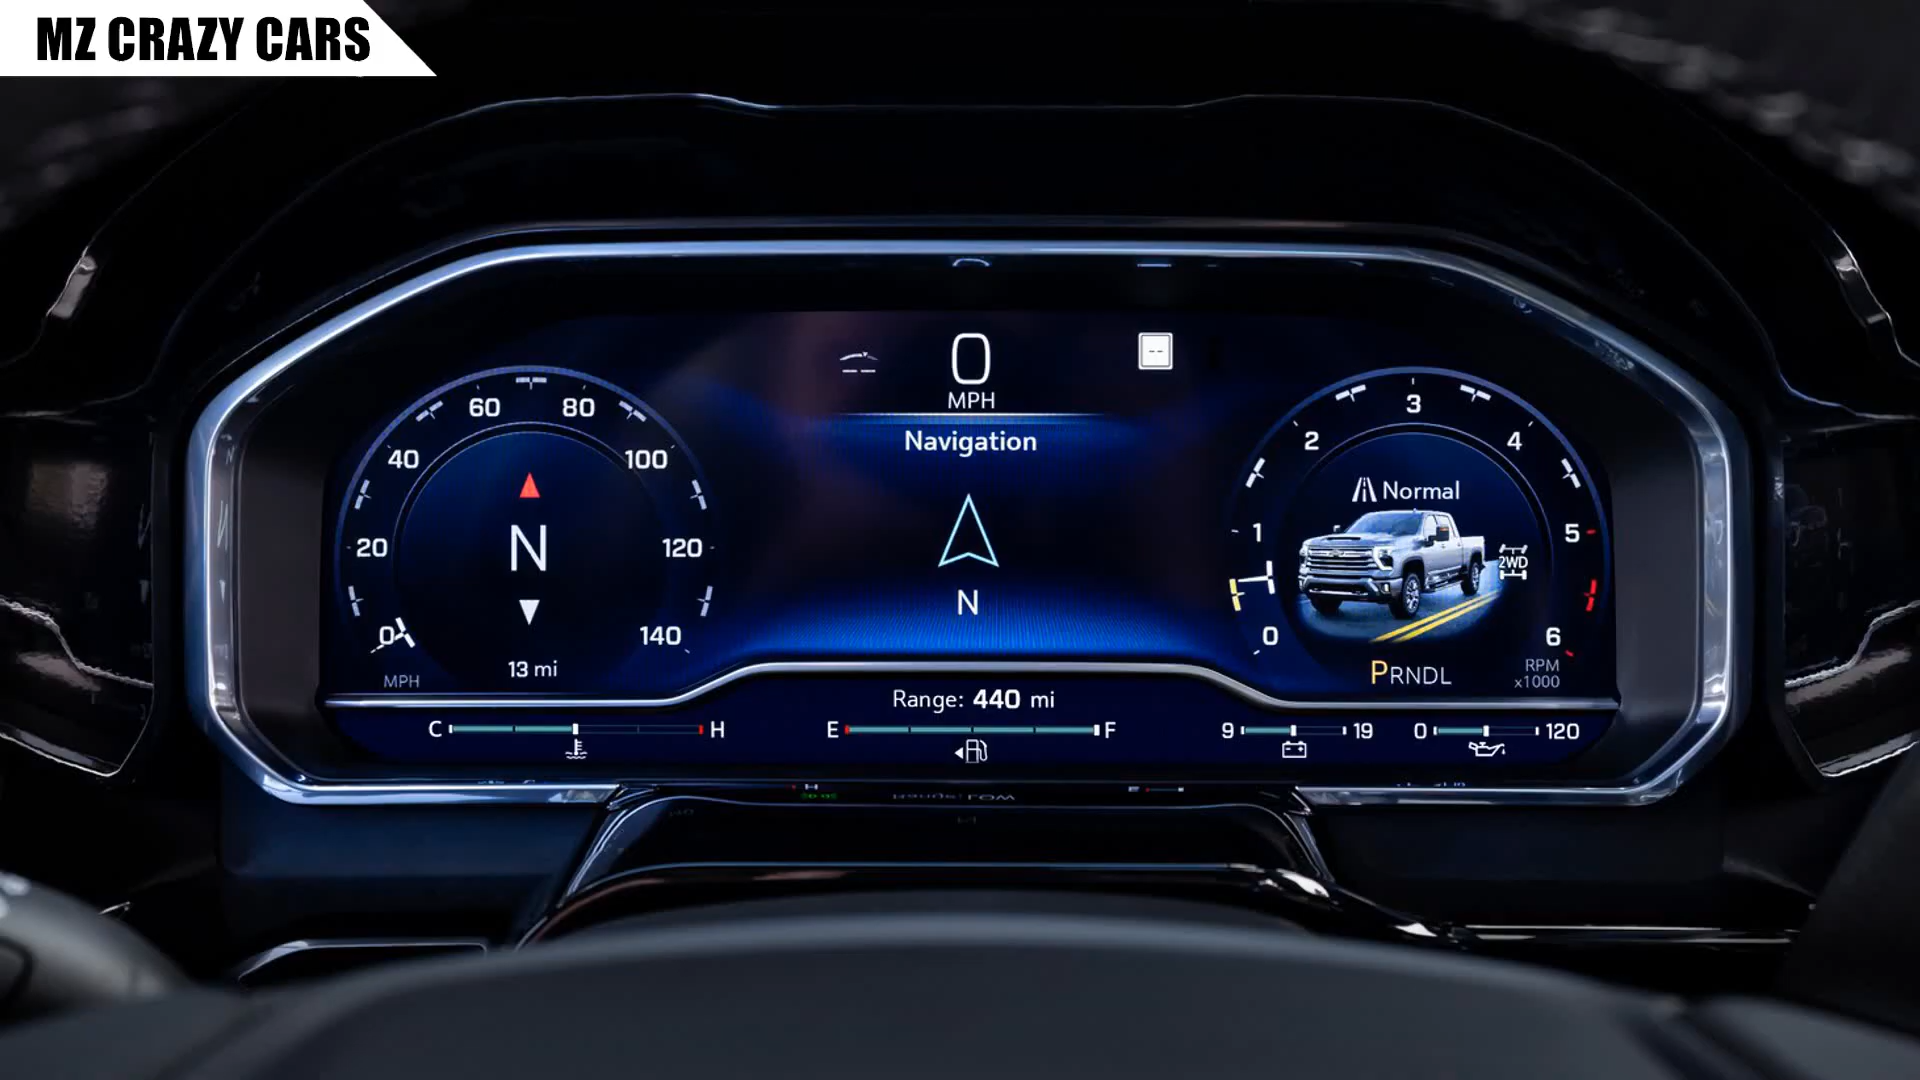 MZ CRAZY CARS
0
MPH
Navigation
N
0
20
40
60
80
100
120
140
MPH
N
13 mi
0
1
2
3
4
5
6
RPM
x1000
Normal
2WD
PRNDL
Range: 440 mi
C H
E F
9 19
0 120